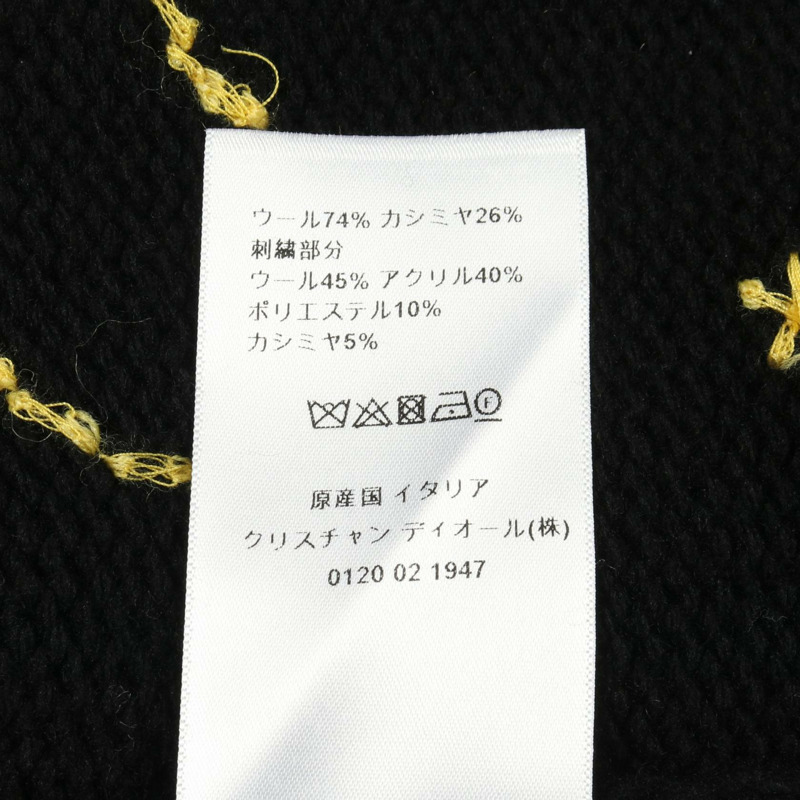 ウール74% カシミヤ26%
刺繍部分
ウール45% アクリル40%
ポリエステル10%
カシミヤ5%
F
原産国 イタリア
クリスチャン ディオール(株)
0120 02 1947